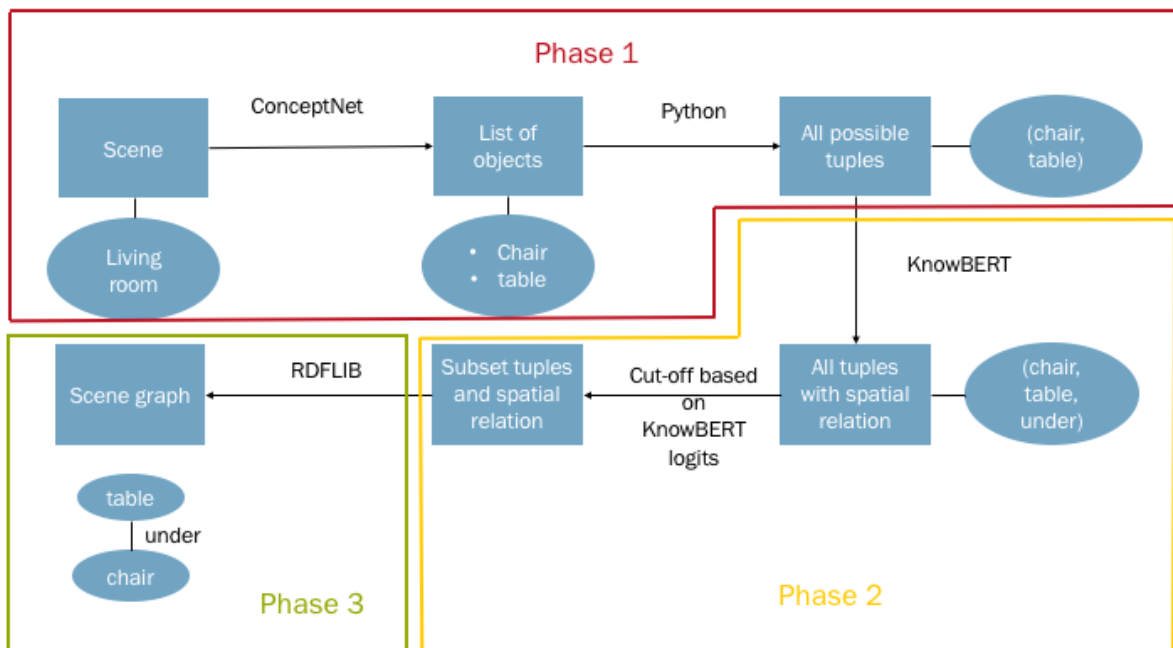 Phase 1
ConceptNet
Python
Scene
List of
objects
All possible
tuples
(chair,
table)
Living
room
• Chair
• table
KnowBERT
Scene graph
RDFLIB
Subset tuples
and spatial
relation
Cut-off based
on
KnowBERT
logits
All tuples
with spatial
relation
(chair,
table,
under)
table
under
chair
Phase 3
Phase 2